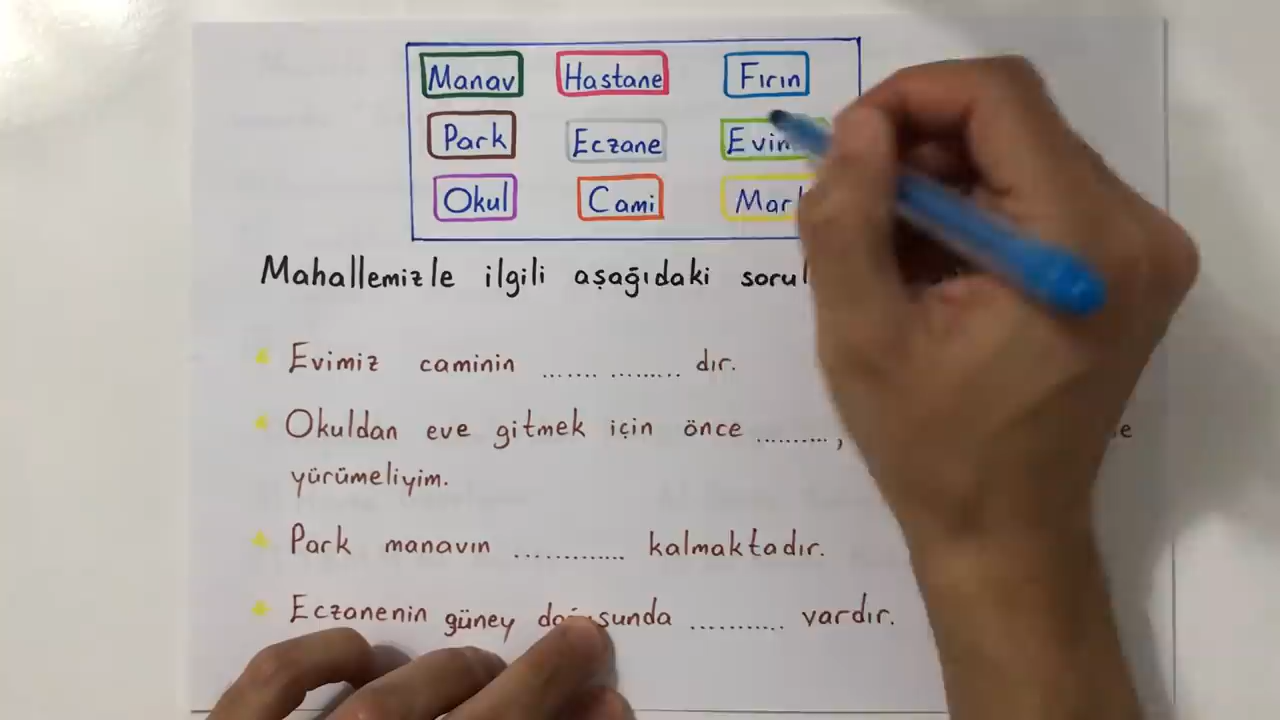 Manav Hastane Fırın
Park Eczane
Okul Cami
Mahallemizle ilgili aşağıdaki
Evimiz caminin ....... ......... dır.
Okuldan eve gitmek için önce ..........,
yürümeliyim.
Park manavın ............. kalmaktadır.
Eczanenin güney .......... vardır.